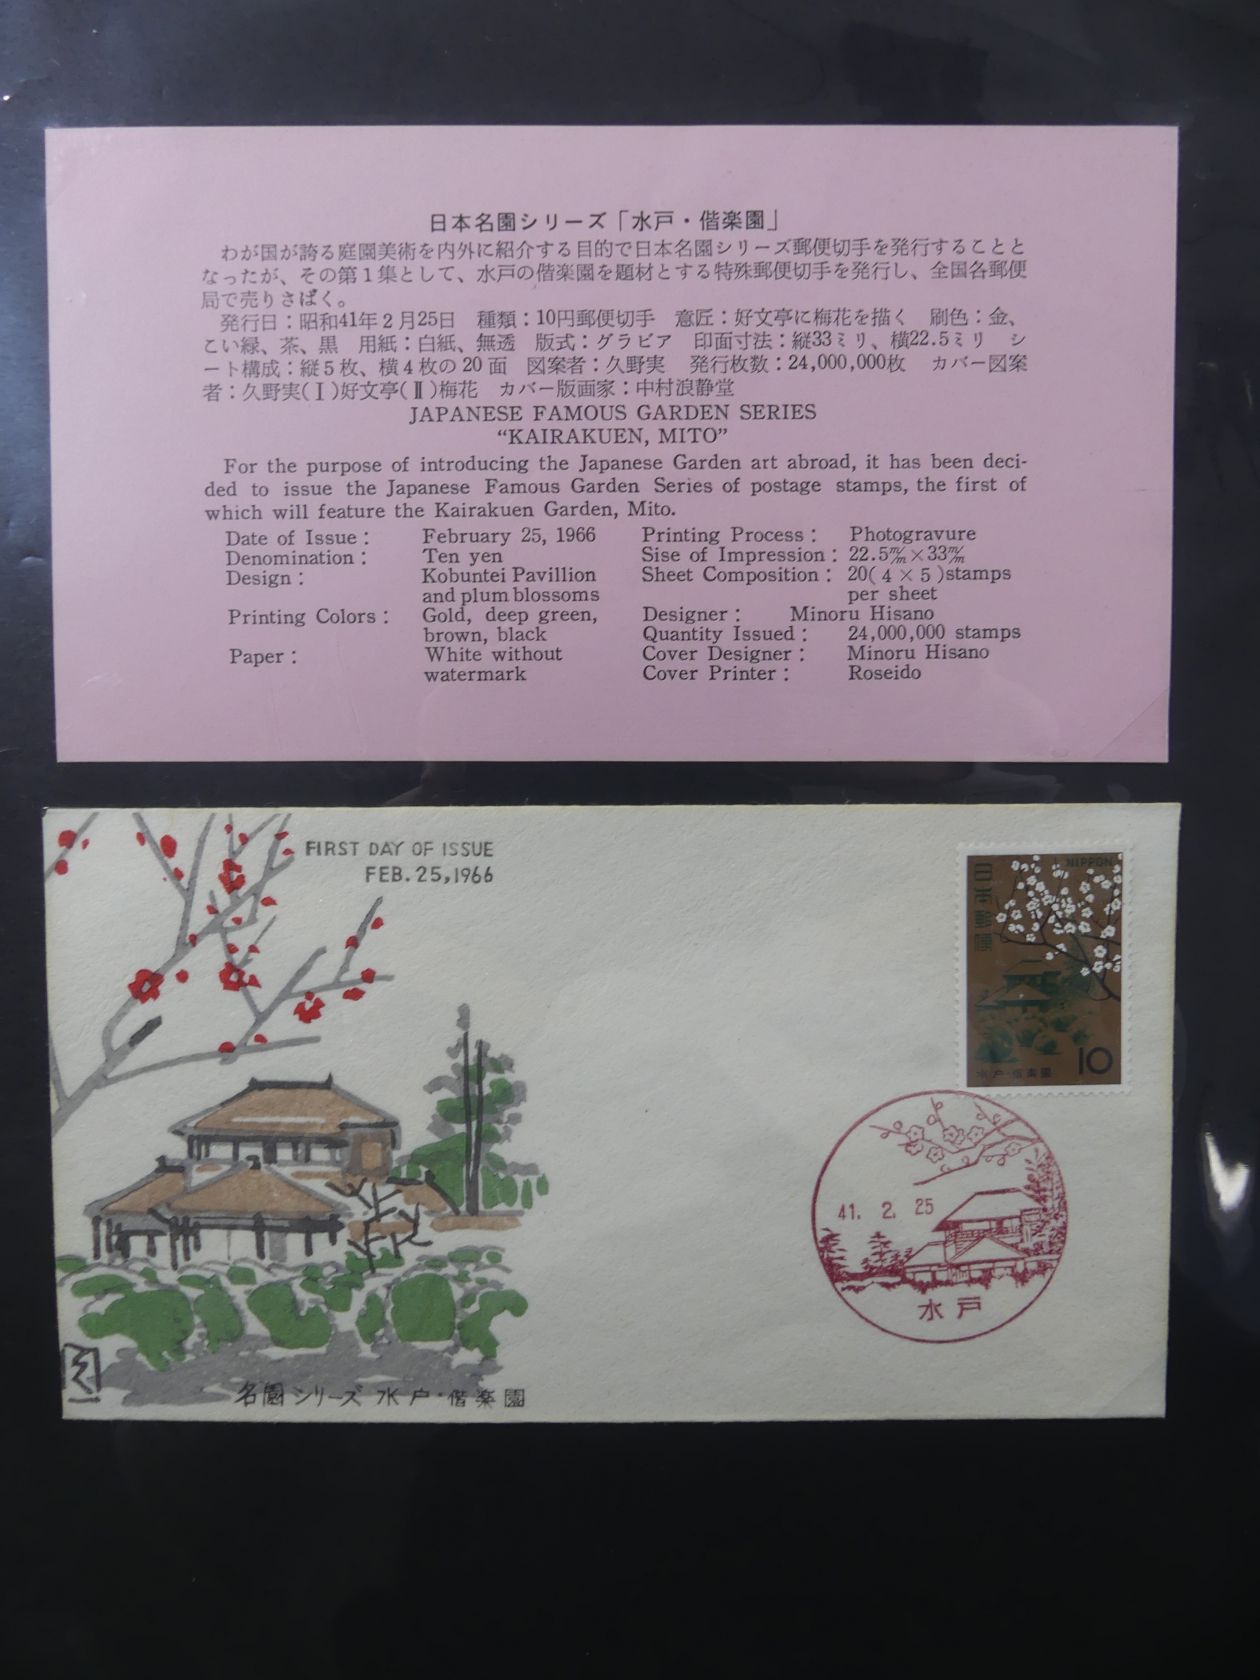 日本名園シリーズ「水戸・偕楽園」
わが国が誇る庭園美術を内外に紹介する目的で日本名園シリーズ郵便切手を発行することと
なったが、その第1集として、水戸の偕楽園を題材とする特殊郵便切手を発行し、全国各郵便
局で売りさばく。
発行日：昭和41年2月25日　種類：10円郵便切手　意匠：好文亭に梅花を描く　刷色：金、
こい緑、茶、黒　用紙：白紙、無透　版式：グラビア　印面寸法：縦33ミリ、横22.5ミリ　シ
ート構成：縦5枚、横4枚の20面　図案者：久野実　発行枚数：24,000,000枚　カバー図案
者：久野実(Ⅰ)好文亭(Ⅱ)梅花　カバー版画家：中村浪静堂
JAPANESE FAMOUS GARDEN SERIES
“KAIRAKUEN, MITO”
For the purpose of introducing the Japanese Garden art abroad, it has been deci-
ded to issue the Japanese Famous Garden Series of postage stamps, the first of
which will feature the Kairakuen Garden, Mito.
Date of Issue : February 25, 1966
Denomination : Ten yen
Design : Kobuntei Pavillion
and plum blossoms
Printing Colors : Gold, deep green,
brown, black
Paper : White without
watermark
Printing Process : Photogravure
Sise of Impression : 22.5m/m×33m/m
Sheet Composition : 20(4×5)stamps
per sheet
Designer : Minoru Hisano
Quantity Issued : 24,000,000 stamps
Cover Designer : Minoru Hisano
Cover Printer : Roseido
FIRST DAY OF ISSUE
FEB. 25, 1966
NIPPON
日本郵便
10
水戸・偕楽園
41. 2. 25
水戸
名園シリーズ 水戸・偕楽園